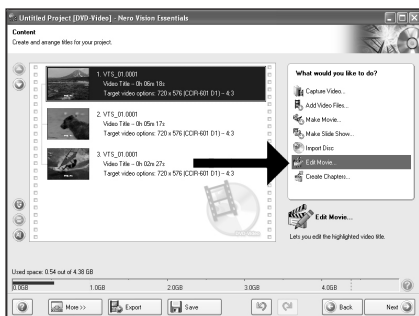 Untitled Project [DVD-Video] - Nero Vision Essentials
Content
Create and arrange titles for your project.
1. VTS_01.0001
Video Title - 0h 06m 18s
Target video options: 720 x 576 (CCIR-601 D1) - 4:3
2. VTS_01.0001
Video Title - 0h 05m 17s
Target video options: 720 x 576 (CCIR-601 D1) - 4:3
3. VTS_01.0001
Video Title - 0h 02m 27s
Target video options: 720 x 576 (CCIR-601 D1) - 4:3
What would you like to do?
Capture Video...
Add Video Files...
Make Movie...
Make Slide Show...
Import Disc
Edit Movie...
Create Chapters...
Edit Movie...
Lets you edit the highlighted video title.
Used space: 0.54 out of 4.38 GB
0.0GB 1.0GB 2.0GB 3.0GB 4.0GB
More >> Export Save Back Next